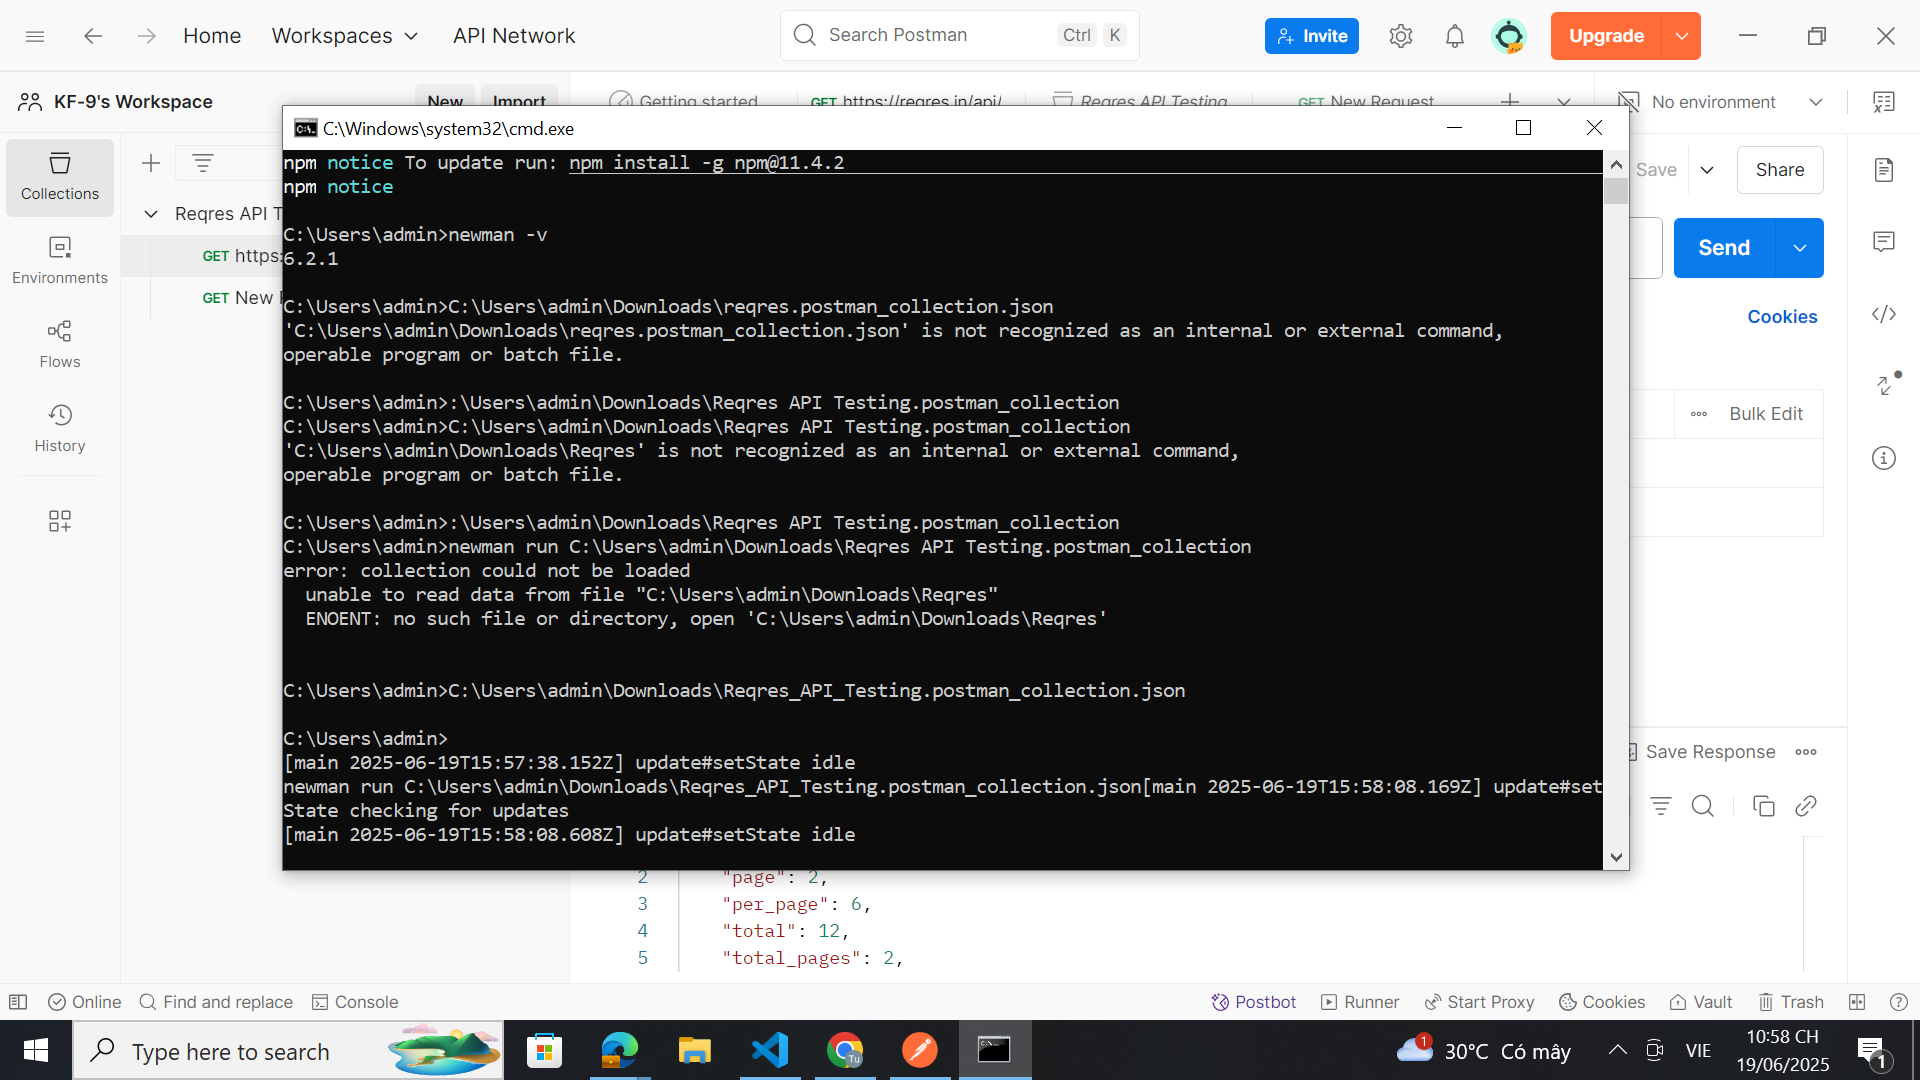 Home
Workspaces
API Network
Search Postman
Ctrl
K
Invite
Upgrade
KF-9's Workspace
New
Import
Getting started
GET https://reqres.in/api/
Reqres API Testing
GET New Request
No environment
C:\Windows\system32\cmd.exe
npm notice To update run: npm install -g npm@11.4.2
npm notice
C:\Users\admin>newman -v
6.2.1
C:\Users\admin>C:\Users\admin\Downloads\reqres.postman_collection.json
'C:\Users\admin\Downloads\reqres.postman_collection.json' is not recognized as an internal or external command,
operable program or batch file.
C:\Users\admin>:\Users\admin\Downloads\Reqres API Testing.postman_collection
C:\Users\admin>C:\Users\admin\Downloads\Reqres API Testing.postman_collection
'C:\Users\admin\Downloads\Reqres' is not recognized as an internal or external command,
operable program or batch file.
C:\Users\admin>:\Users\admin\Downloads\Reqres API Testing.postman_collection
C:\Users\admin>newman run C:\Users\admin\Downloads\Reqres API Testing.postman_collection
error: collection could not be loaded
unable to read data from file "C:\Users\admin\Downloads\Reqres"
ENOENT: no such file or directory, open 'C:\Users\admin\Downloads\Reqres'
C:\Users\admin>C:\Users\admin\Downloads\Reqres_API_Testing.postman_collection.json
C:\Users\admin>
[main 2025-06-19T15:57:38.152Z] update#setState idle
newman run C:\Users\admin\Downloads\Reqres_API_Testing.postman_collection.json[main 2025-06-19T15:58:08.169Z] update#set
State checking for updates
[main 2025-06-19T15:58:08.608Z] update#setState idle
Collections
Environments
Flows
History
Reqres API T
GET https:
GET New
Save
Share
Send
Cookies
Bulk Edit
Save Response
2 "page": 2,
3 "per_page": 6,
4 "total": 12,
5 "total_pages": 2,
Online
Find and replace
Console
Postbot
Runner
Start Proxy
Cookies
Vault
Trash
Type here to search
Tu
1
30°C Có mây
VIE
10:58 CH
19/06/2025
1